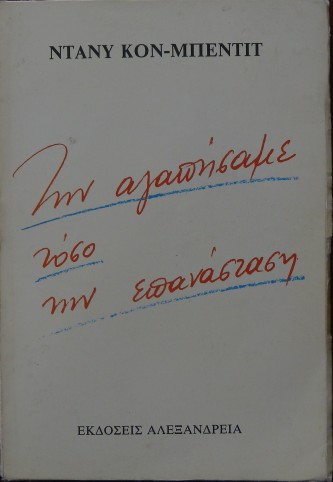 ΝΤΑΝΥ ΚΟΝ-ΜΠΕΝΤΙΤ
Την αγαπήσαμε
τόσο
την επανάσταση
ΕΚΔΟΣΕΙΣ ΑΛΕΞΑΝΔΡΕΙΑ